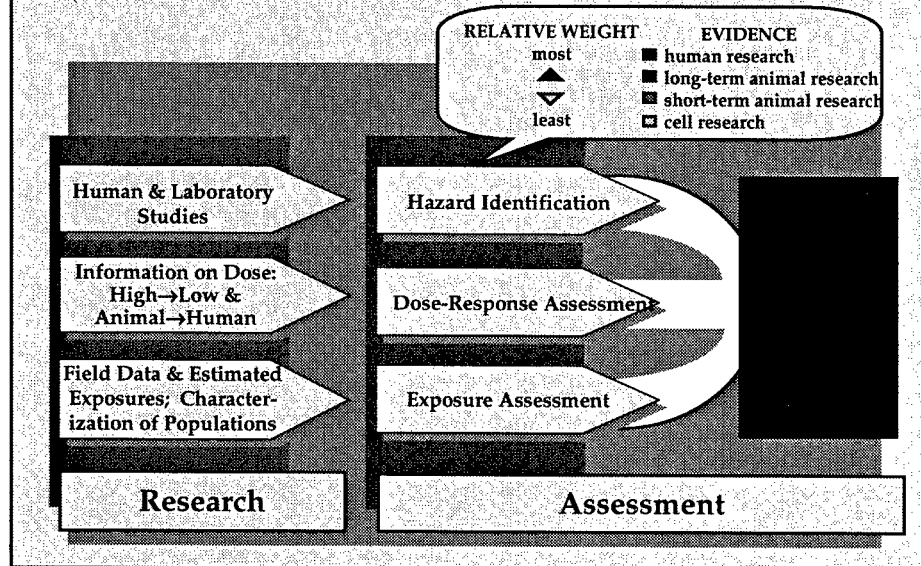 RELATIVE WEIGHT
most
least
EVIDENCE
human research
long-term animal research
short-term animal research
cell research
Human & Laboratory
Studies
Information on Dose:
High→Low &
Animal→Human
Field Data & Estimated
Exposures; Character-
ization of Populations
Hazard Identification
Dose-Response Assessment
Exposure Assessment
Research
Assessment